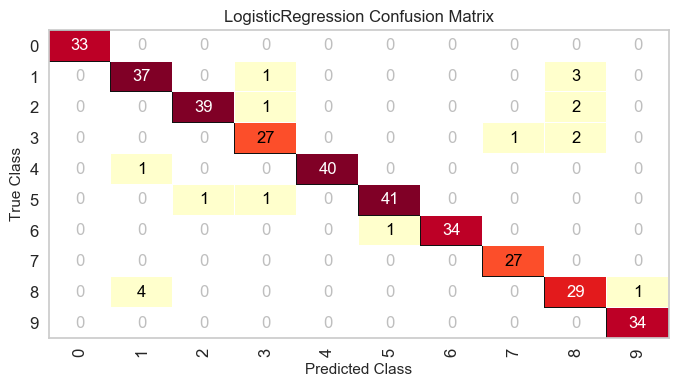 LogisticRegression Confusion Matrix
0 33 0 0 0 0 0 0 0 0 0
1 0 37 0 1 0 0 0 0 3 0
2 0 0 39 1 0 0 0 0 2 0
3 0 0 0 27 0 0 0 1 2 0
4 0 1 0 0 40 0 0 0 0 0
5 0 0 1 1 0 41 0 0 0 0
6 0 0 0 0 0 1 34 0 0 0
7 0 0 0 0 0 0 0 27 0 0
8 0 4 0 0 0 0 0 0 29 1
9 0 0 0 0 0 0 0 0 0 34
0 1 2 3 4 5 6 7 8 9
Predicted Class
True Class